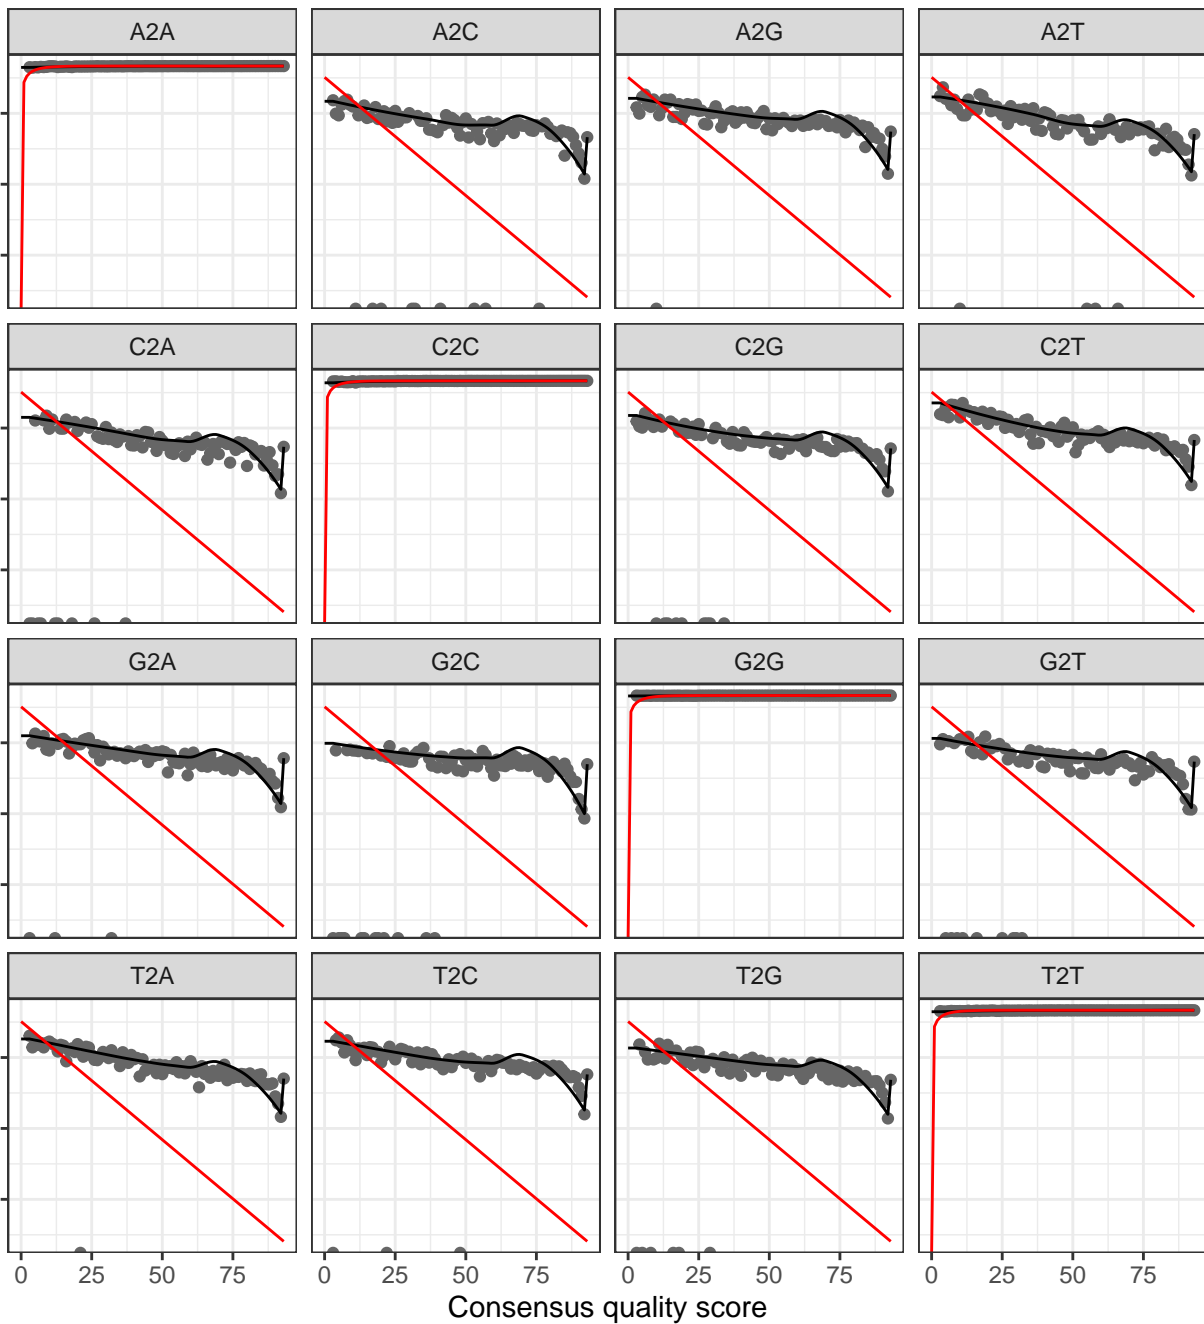 A2A A2C A2G A2T
C2A C2C C2G C2T
G2A G2C G2G G2T
T2A T2C T2G T2T
0 25 50 75 0 25 50 75 0 25 50 75 0 25 50 75
Consensus quality score